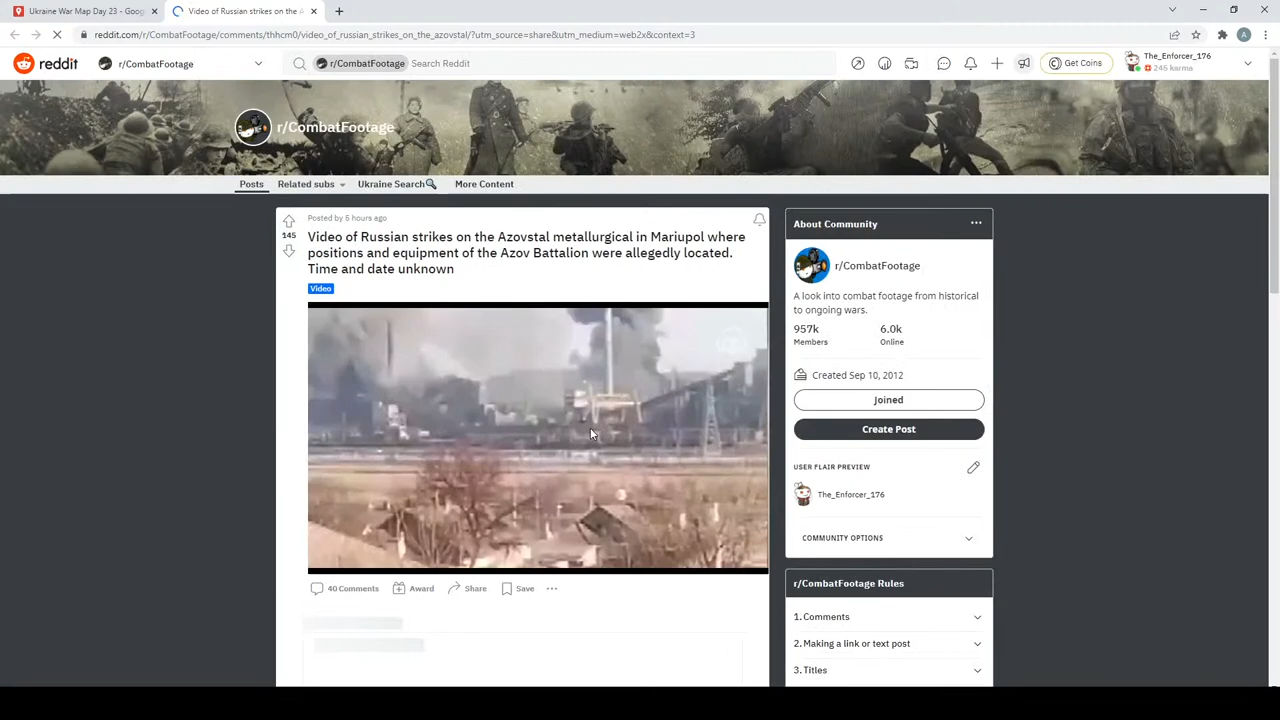 Ukraine War Map Day 23 - Goog
Video of Russian strikes on the A
reddit.com/r/CombatFootage/comments/thhcm0/video_of_russian_strikes_on_the_azovstal/?utm_source=share&utm_medium=web2x&context=3
A
reddit
r/CombatFootage
r/CombatFootage Search Reddit
Get Coins
The_Enforcer_176
245 karma
r/CombatFootage
Posts
Related subs
Ukraine Search
More Content
Posted by 5 hours ago
145
Video of Russian strikes on the Azovstal metallurgical in Mariupol where
positions and equipment of the Azov Battalion were allegedly located.
Time and date unknown
Video
40 Comments
Award
Share
Save
About Community
r/CombatFootage
A look into combat footage from historical
to ongoing wars.
957k
6.0k
Members
Online
Created Sep 10, 2012
Joined
Create Post
USER FLAIR PREVIEW
The_Enforcer_176
COMMUNITY OPTIONS
r/CombatFootage Rules
1. Comments
2. Making a link or text post
3. Titles